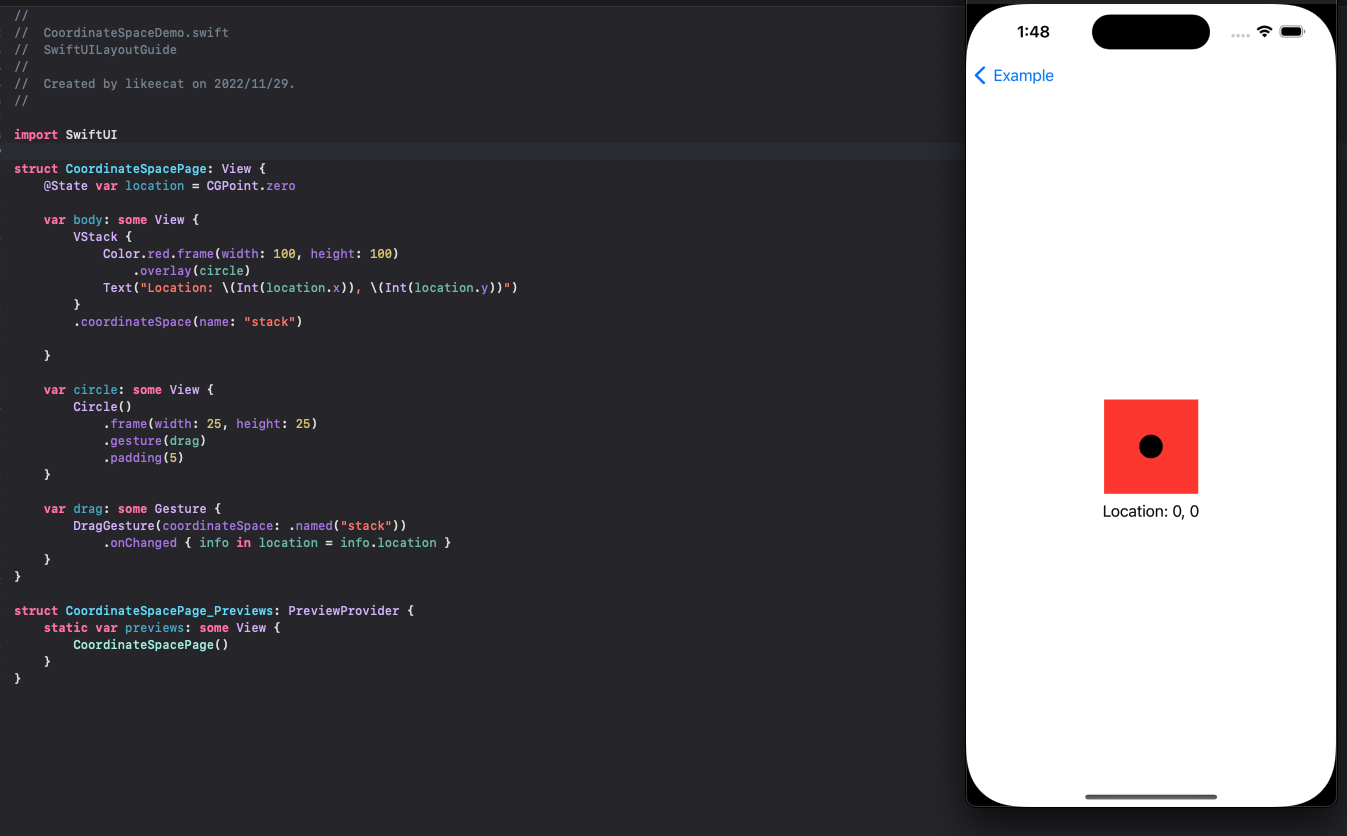 //
//  CoordinateSpaceDemo.swift
//  SwiftUILayoutGuide
//
//  Created by likeecat on 2022/11/29.
//
import SwiftUI
struct CoordinateSpacePage: View {
    @State var location = CGPoint.zero
    var body: some View {
        VStack {
            Color.red.frame(width: 100, height: 100)
                .overlay(circle)
            Text("Location: \(Int(location.x)), \(Int(location.y))")
        }
        .coordinateSpace(name: "stack")
    }
    var circle: some View {
        Circle()
            .frame(width: 25, height: 25)
            .gesture(drag)
            .padding(5)
    }
    var drag: some Gesture {
        DragGesture(coordinateSpace: .named("stack"))
            .onChanged { info in location = info.location }
    }
}
struct CoordinateSpacePage_Previews: PreviewProvider {
    static var previews: some View {
        CoordinateSpacePage()
    }
}
1:48
Example
Location: 0, 0